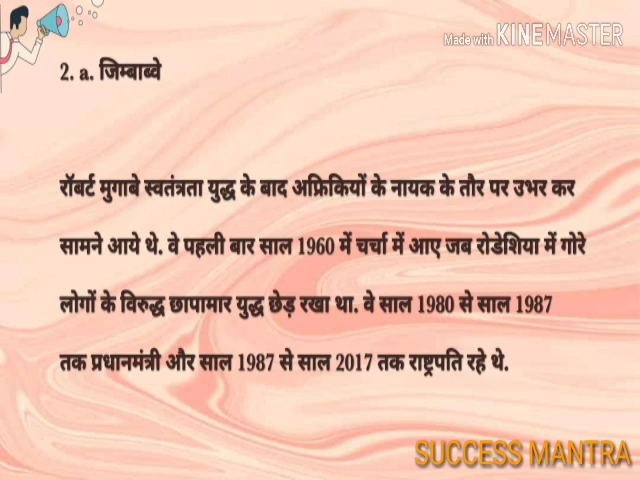 Made with KINEMASTER
2. a. जिम्बाब्वे
रॉबर्ट मुगाबे स्वतंत्रता युद्ध के बाद अफ्रिकियों के नायक के तौर पर उभर कर
सामने आये थे. वे पहली बार साल 1960 में चर्चा में आए जब रोडेशिया में गोरे
लोगों के विरुद्ध छापामार युद्ध छेड़ रखा था. वे साल 1980 से साल 1987
तक प्रधानमंत्री और साल 1987 से साल 2017 तक राष्ट्रपति रहे थे.
SUCCESS MANTRA